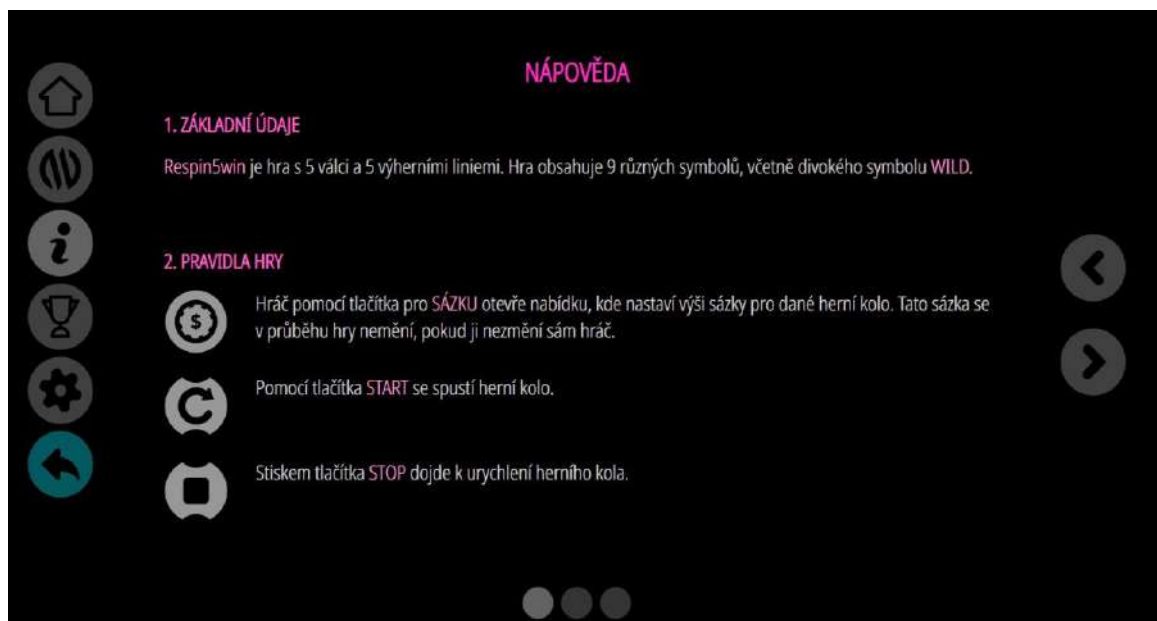 NÁPOVĚDA
1. ZÁKLADNÍ ÚDAJE
Respin5win je hra s 5 válci a 5 výherními liniemi. Hra obsahuje 9 různých symbolů, včetně divokého symbolu WILD.
2. PRAVIDLA HRY
Hráč pomocí tlačítka pro SÁZKU otevře nabídku, kde nastaví výši sázky pro dané herní kolo. Tato sázka se
v průběhu hry nemění, pokud ji nezmění sám hráč.
Pomocí tlačítka START se spustí herní kolo.
Stiskem tlačítka STOP dojde k urychlení herního kola.